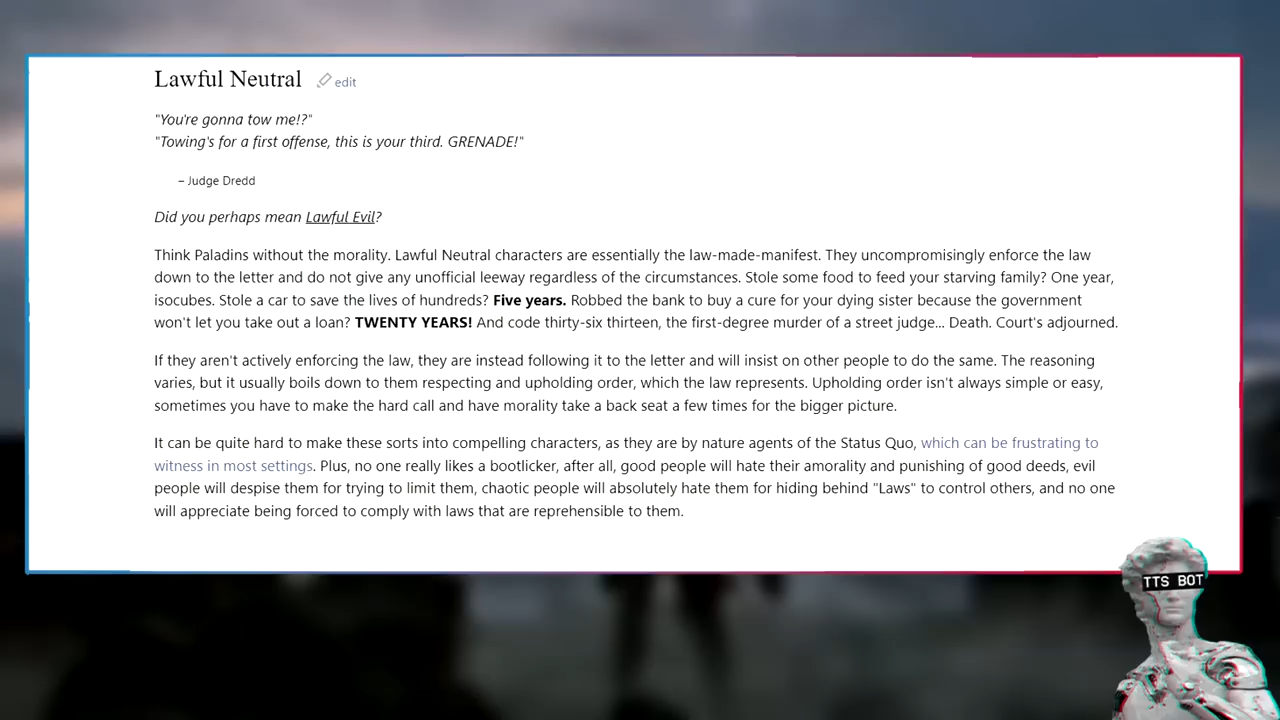 Lawful Neutral edit
"You're gonna tow me!?"
"Towing's for a first offense, this is your third. GRENADE!"
– Judge Dredd
Did you perhaps mean Lawful Evil?
Think Paladins without the morality. Lawful Neutral characters are essentially the law-made-manifest. They uncompromisingly enforce the law
down to the letter and do not give any unofficial leeway regardless of the circumstances. Stole some food to feed your starving family? One year,
isocubes. Stole a car to save the lives of hundreds? Five years. Robbed the bank to buy a cure for your dying sister because the government
won't let you take out a loan? TWENTY YEARS! And code thirty-six thirteen, the first-degree murder of a street judge... Death. Court's adjourned.
If they aren't actively enforcing the law, they are instead following it to the letter and will insist on other people to do the same. The reasoning
varies, but it usually boils down to them respecting and upholding order, which the law represents. Upholding order isn't always simple or easy,
sometimes you have to make the hard call and have morality take a back seat a few times for the bigger picture.
It can be quite hard to make these sorts into compelling characters, as they are by nature agents of the Status Quo, which can be frustrating to
witness in most settings. Plus, no one really likes a bootlicker, after all, good people will hate their amorality and punishing of good deeds, evil
people will despise them for trying to limit them, chaotic people will absolutely hate them for hiding behind "Laws" to control others, and no one
will appreciate being forced to comply with laws that are reprehensible to them.
TTS BOT